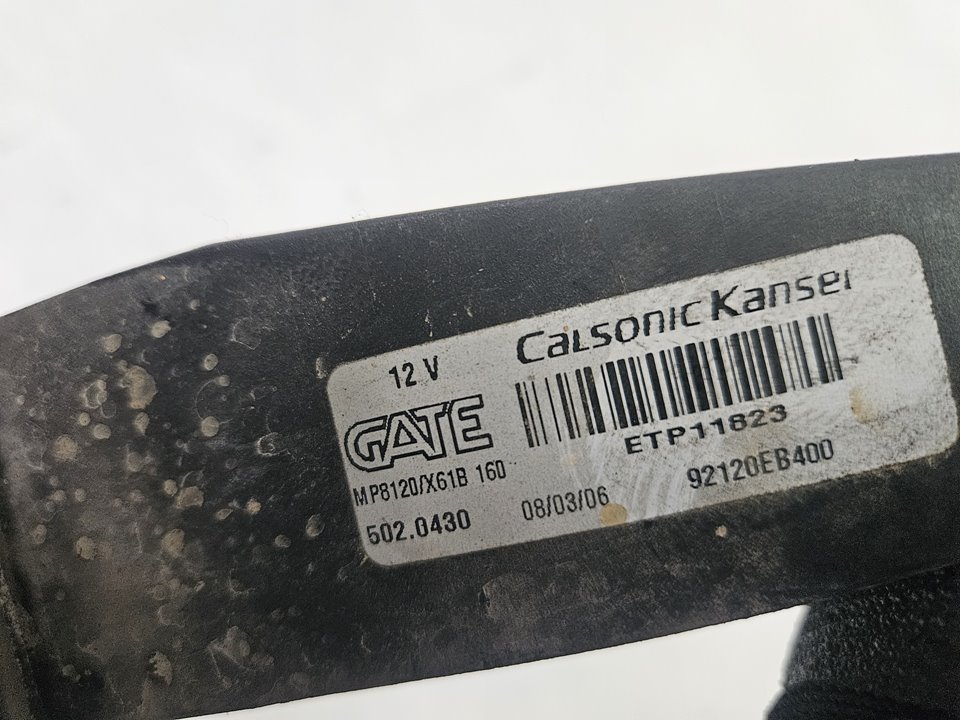 12 V
CALSONIC KANSEI
GATE
ETP11823
MP8120/X61B 160
92120EB400
08/03/06
502.0430